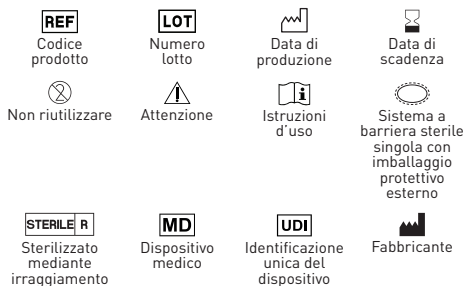 REF
LOT
Codice
prodotto
Numero
lotto
Data di
produzione
Data di
scadenza
2
i
Non riutilizzare
Attenzione
Istruzioni
d'uso
Sistema a
barriera sterile
singola con
imballaggio
protettivo
esterno
STERILE R
MD
UDI
Sterilizzato
mediante
irraggiamento
Dispositivo
medico
Identificazione
unica del
dispositivo
Fabbricante